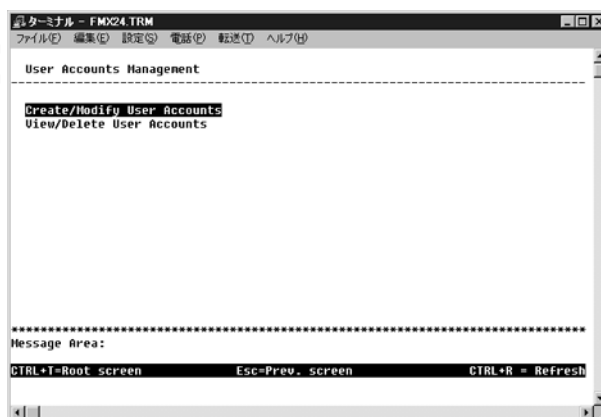 ターミナル - FMX24.TRM
ファイル(F) 編集(E) 設定(S) 電話(P) 転送(T) ヘルプ(H)
User Accounts Management
--------------------------------------------------------------------------------
Create/Modify User Accounts
View/Delete User Accounts
********************************************************************************
Message Area:
CTRL+T=Root screen Esc=Prev. screen CTRL+R = Refresh